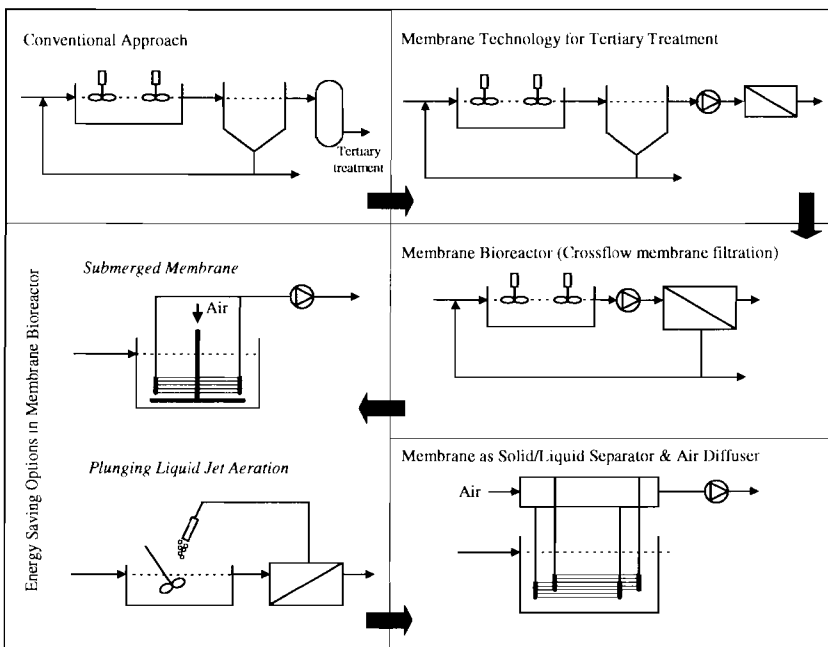 Conventional Approach
Tertiary
treatment
Membrane Technology for Tertiary Treatment
Membrane Bioreactor (Crossflow membrane filtration)
Energy Saving Options in Membrane Bioreactor
Submerged Membrane
Air
Plunging Liquid Jet Aeration
Membrane as Solid/Liquid Separator & Air Diffuser
Air